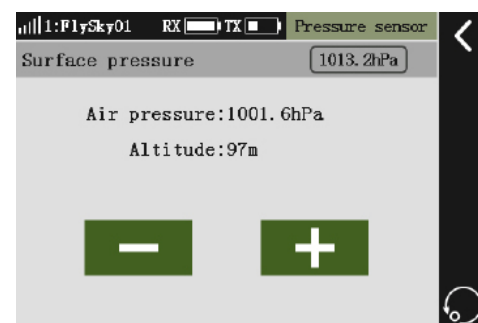 1:FlySky01 RX TX Pressure sensor
Surface pressure 1013.2hPa
Air pressure:1001.6hPa
Altitude:97m